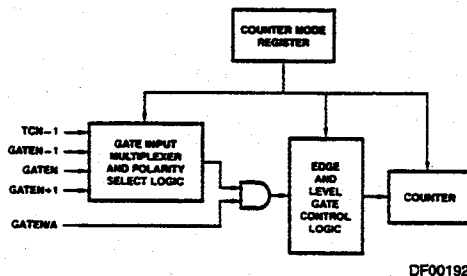 COUNTER MODE
REGISTER
TCN-1
GATEN-1
GATEN
GATEN+1
GATE INPUT
MULTIPLEXER
AND POLARITY
SELECT LOGIC
GATEN/A
EDGE
AND
LEVEL
GATE
CONTROL
LOGIC
COUNTER
DF00192